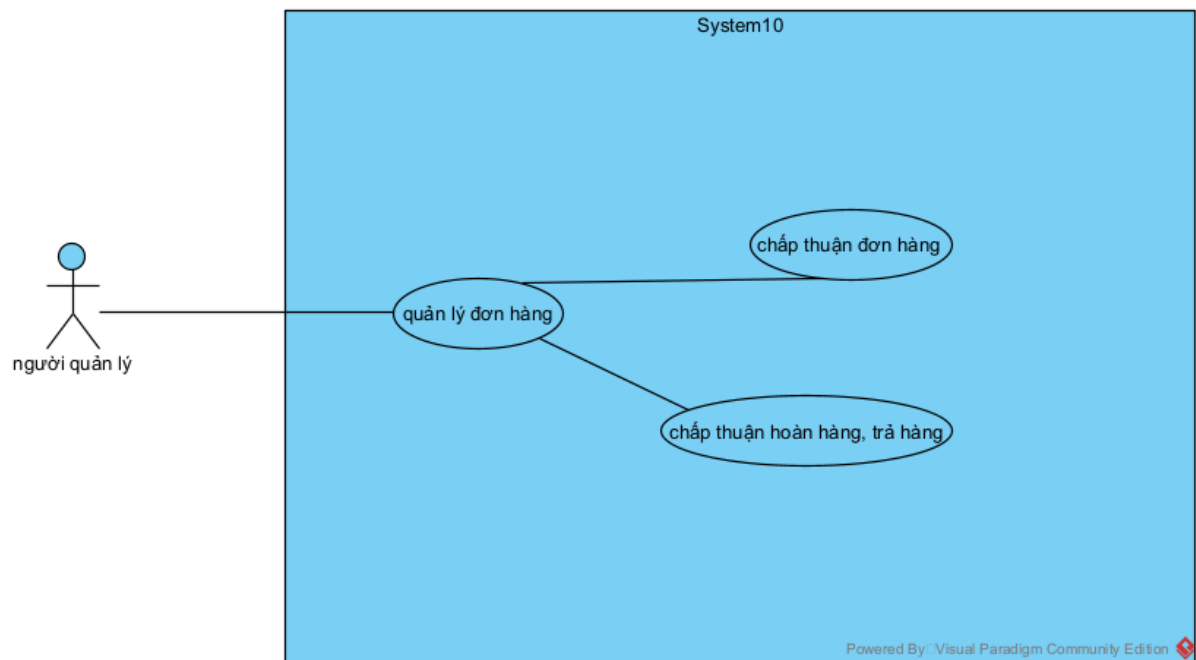 System10
chấp thuận đơn hàng
quản lý đơn hàng
người quản lý
chấp thuận hoàn hàng, trả hàng
Powered By Visual Paradigm Community Edition